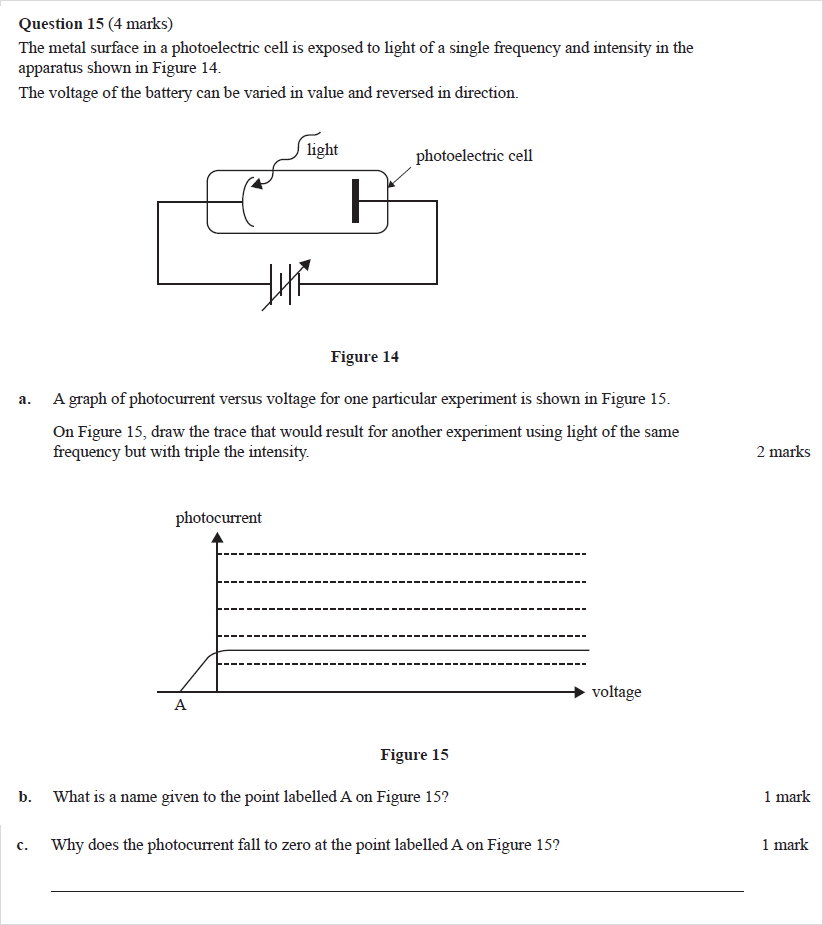 Question 15 (4 marks)
The metal surface in a photoelectric cell is exposed to light of a single frequency and intensity in the
apparatus shown in Figure 14.
The voltage of the battery can be varied in value and reversed in direction.
light
photoelectric cell
Figure 14
a. A graph of photocurrent versus voltage for one particular experiment is shown in Figure 15.
On Figure 15, draw the trace that would result for another experiment using light of the same
frequency but with triple the intensity. 2 marks
photocurrent
voltage
A
Figure 15
b. What is a name given to the point labelled A on Figure 15? 1 mark
c. Why does the photocurrent fall to zero at the point labelled A on Figure 15? 1 mark